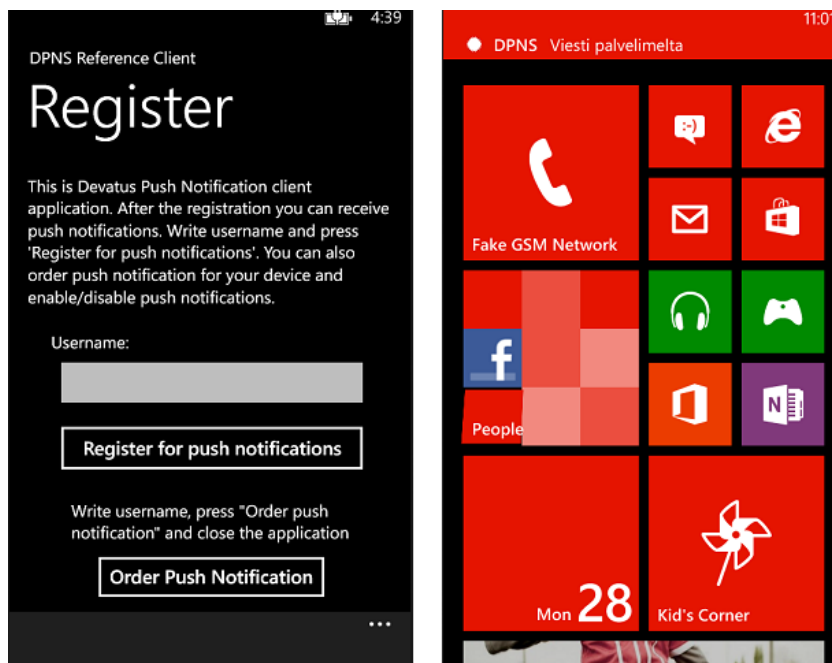 4:39
DPNS Reference Client
Register
This is Devatus Push Notification client
application. After the registration you can receive
push notifications. Write username and press
'Register for push notifications'. You can also
order push notification for your device and
enable/disable push notifications.
Username:
Register for push notifications
Write username, press "Order push
notification" and close the application
Order Push Notification
...
11:01
DPNS Viesti palvelimelta
:-)
Fake GSM Network
f
People
N
Mon 28
Kid's Corner